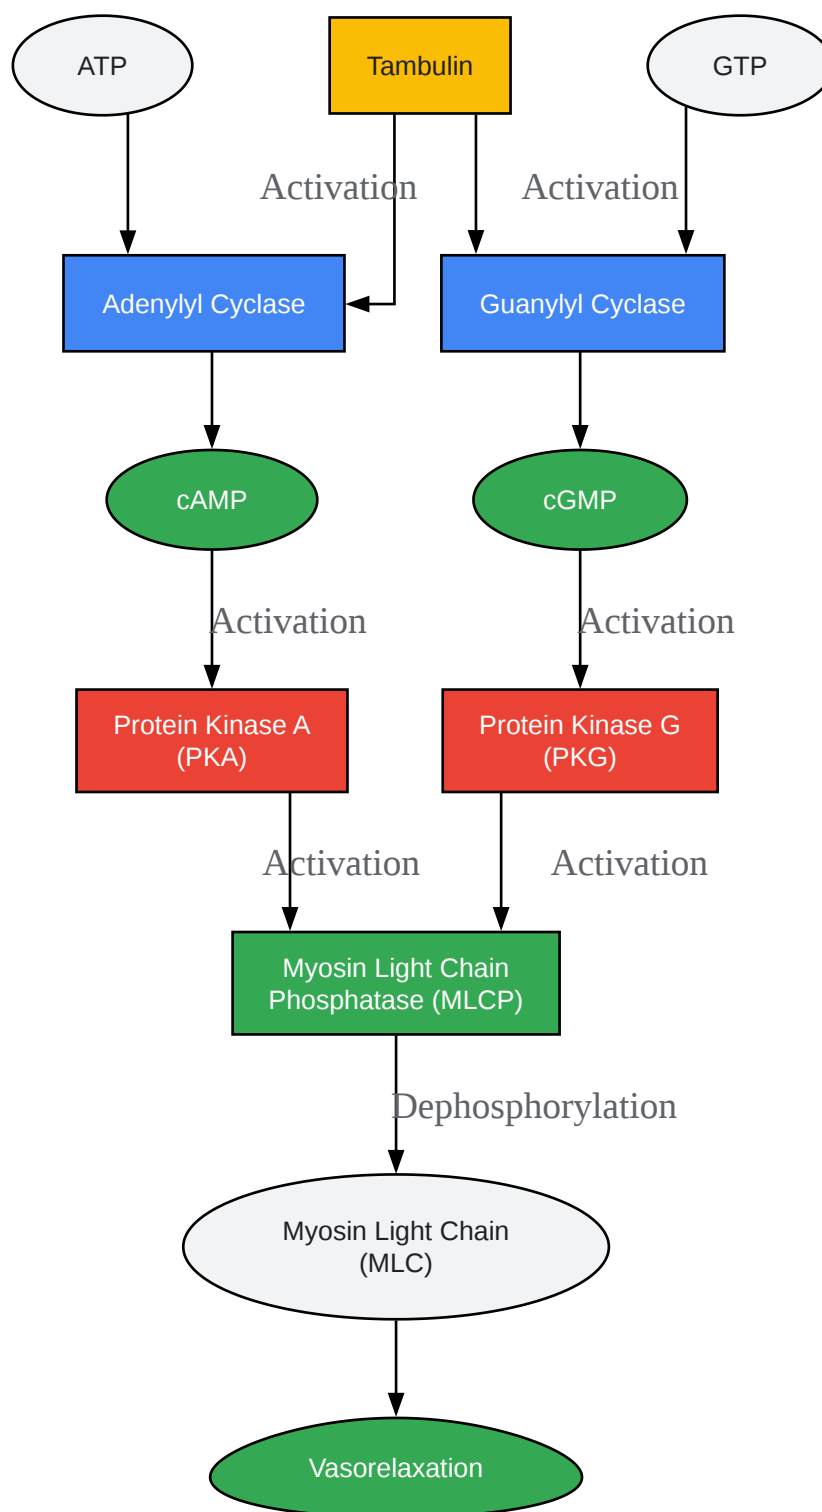 ATP
Tambulin
GTP
Activation
Activation
Adenylyl Cyclase
Guanylyl Cyclase
cAMP
cGMP
Activation
Activation
Protein Kinase A
(PKA)
Protein Kinase G
(PKG)
Activation
Activation
Myosin Light Chain
Phosphatase (MLCP)
Dephosphorylation
Myosin Light Chain
(MLC)
Vasorelaxation